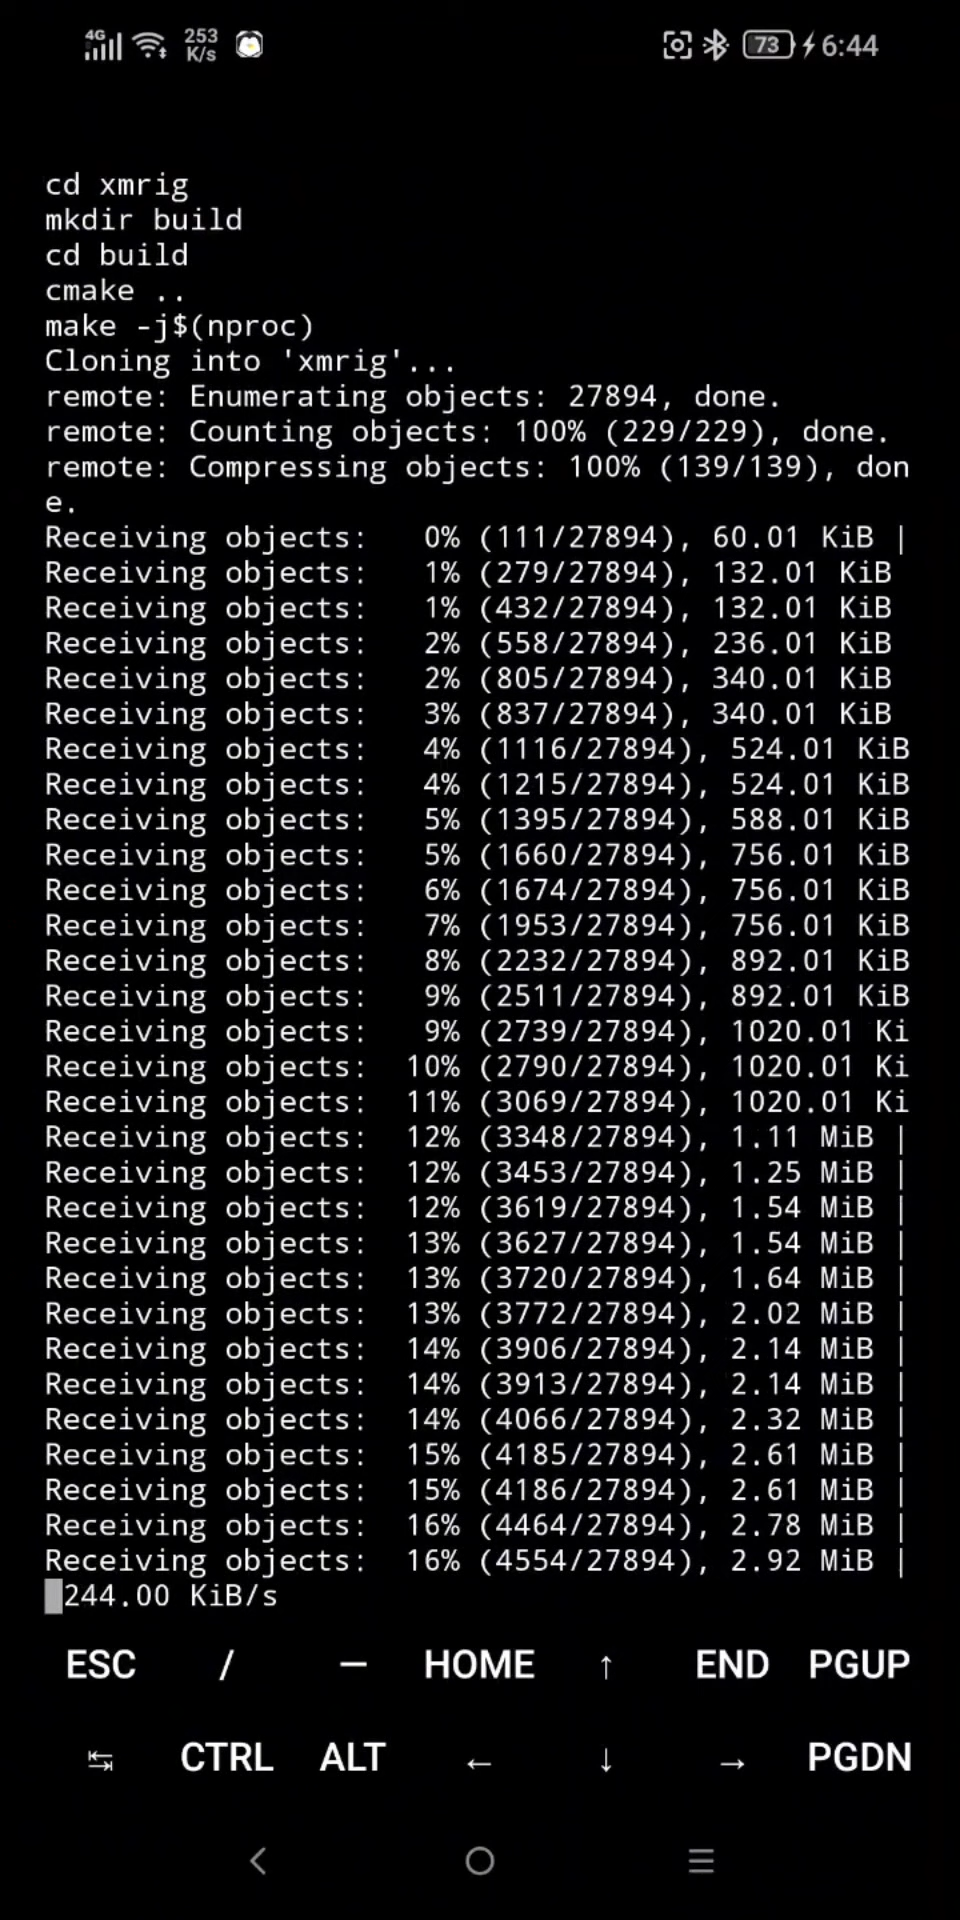 4G 253 K/s 73 6:44
cd xmrig
mkdir build
cd build
cmake ..
make -j$(nproc)
Cloning into 'xmrig'...
remote: Enumerating objects: 27894, done.
remote: Counting objects: 100% (229/229), done.
remote: Compressing objects: 100% (139/139), don
e.
Receiving objects:   0% (111/27894), 60.01 KiB |
Receiving objects:   1% (279/27894), 132.01 KiB
Receiving objects:   1% (432/27894), 132.01 KiB
Receiving objects:   2% (558/27894), 236.01 KiB
Receiving objects:   2% (805/27894), 340.01 KiB
Receiving objects:   3% (837/27894), 340.01 KiB
Receiving objects:   4% (1116/27894), 524.01 KiB
Receiving objects:   4% (1215/27894), 524.01 KiB
Receiving objects:   5% (1395/27894), 588.01 KiB
Receiving objects:   5% (1660/27894), 756.01 KiB
Receiving objects:   6% (1674/27894), 756.01 KiB
Receiving objects:   7% (1953/27894), 756.01 KiB
Receiving objects:   8% (2232/27894), 892.01 KiB
Receiving objects:   9% (2511/27894), 892.01 KiB
Receiving objects:   9% (2739/27894), 1020.01 Ki
Receiving objects:  10% (2790/27894), 1020.01 Ki
Receiving objects:  11% (3069/27894), 1020.01 Ki
Receiving objects:  12% (3348/27894), 1.11 MiB |
Receiving objects:  12% (3453/27894), 1.25 MiB |
Receiving objects:  12% (3619/27894), 1.54 MiB |
Receiving objects:  13% (3627/27894), 1.54 MiB |
Receiving objects:  13% (3720/27894), 1.64 MiB |
Receiving objects:  13% (3772/27894), 2.02 MiB |
Receiving objects:  14% (3906/27894), 2.14 MiB |
Receiving objects:  14% (3913/27894), 2.14 MiB |
Receiving objects:  14% (4066/27894), 2.32 MiB |
Receiving objects:  15% (4185/27894), 2.61 MiB |
Receiving objects:  15% (4186/27894), 2.61 MiB |
Receiving objects:  16% (4464/27894), 2.78 MiB |
Receiving objects:  16% (4554/27894), 2.92 MiB |
244.00 KiB/s
ESC / — HOME ↑ END PGUP
↹ CTRL ALT ← ↓ → PGDN